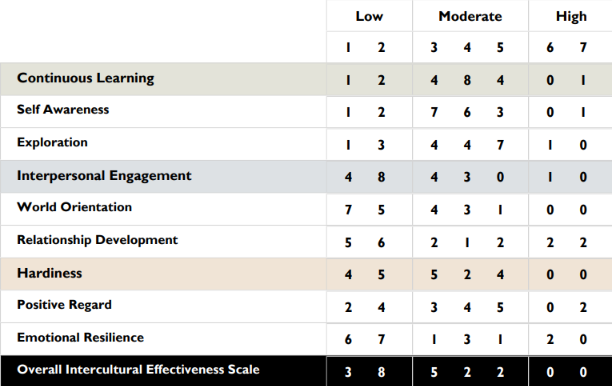 Low Moderate High
1 2 3 4 5 6 7
Continuous Learning 1 2 4 8 4 0 1
Self Awareness 1 2 7 6 3 0 1
Exploration 1 3 4 4 7 1 0
Interpersonal Engagement 4 8 4 3 0 1 0
World Orientation 7 5 4 3 1 0 0
Relationship Development 5 6 2 1 2 2 2
Hardiness 4 5 5 2 4 0 0
Positive Regard 2 4 3 4 5 0 2
Emotional Resilience 6 7 1 3 1 2 0
Overall Intercultural Effectiveness Scale 3 8 5 2 2 0 0